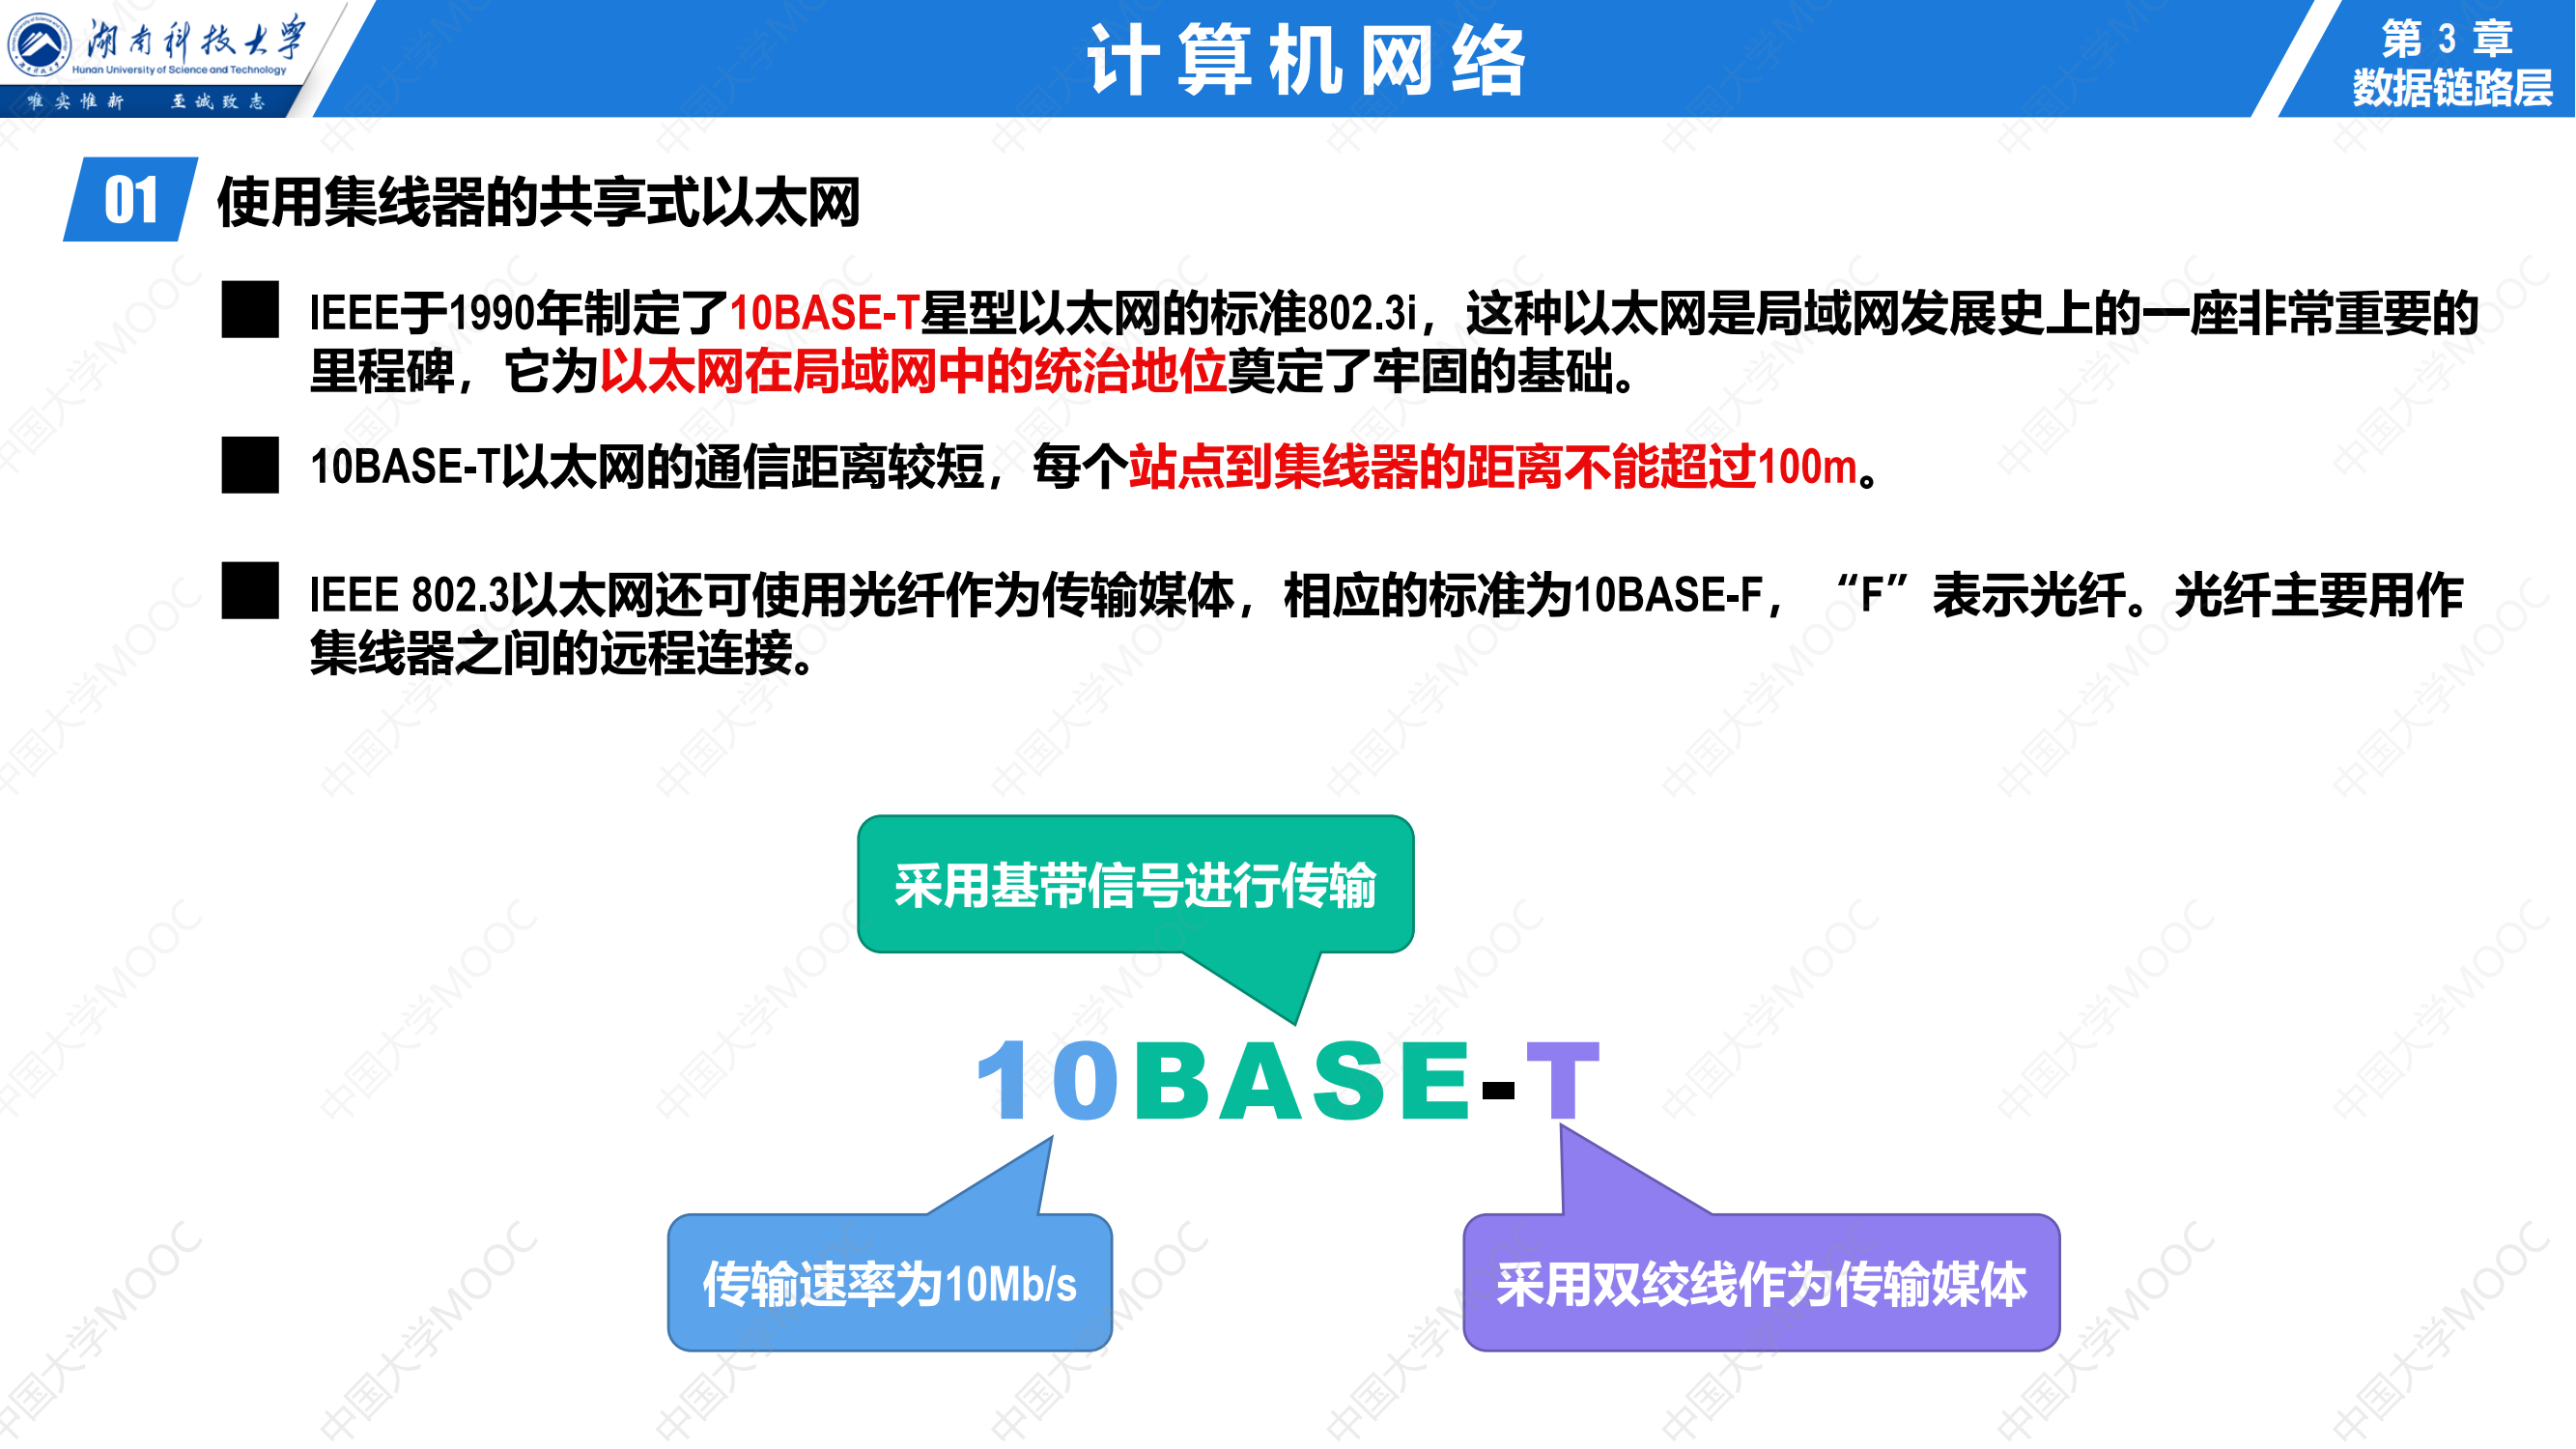 湖南科技大学
Hunan University of Science and Technology
唯实惟新 至诚致志
计算机网络
第 3 章
数据链路层
01 使用集线器的共享式以太网
IEEE于1990年制定了10BASE-T星型以太网的标准802.3i，这种以太网是局域网发展史上的一座非常重要的
里程碑，它为以太网在局域网中的统治地位奠定了牢固的基础。
10BASE-T以太网的通信距离较短，每个站点到集线器的距离不能超过100m。
IEEE 802.3以太网还可使用光纤作为传输媒体，相应的标准为10BASE-F，“F”表示光纤。光纤主要用作
集线器之间的远程连接。
采用基带信号进行传输
10BASE-T
传输速率为10Mb/s
采用双绞线作为传输媒体
中国大学MOOC